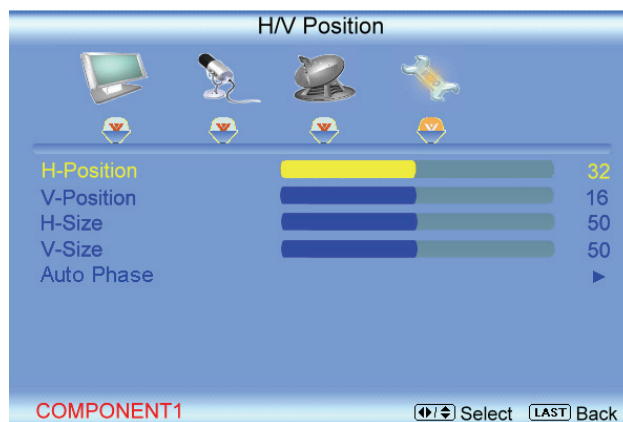 H/V Position
H-Position 32
V-Position 16
H-Size 50
V-Size 50
Auto Phase
COMPONENT1 Select LAST Back